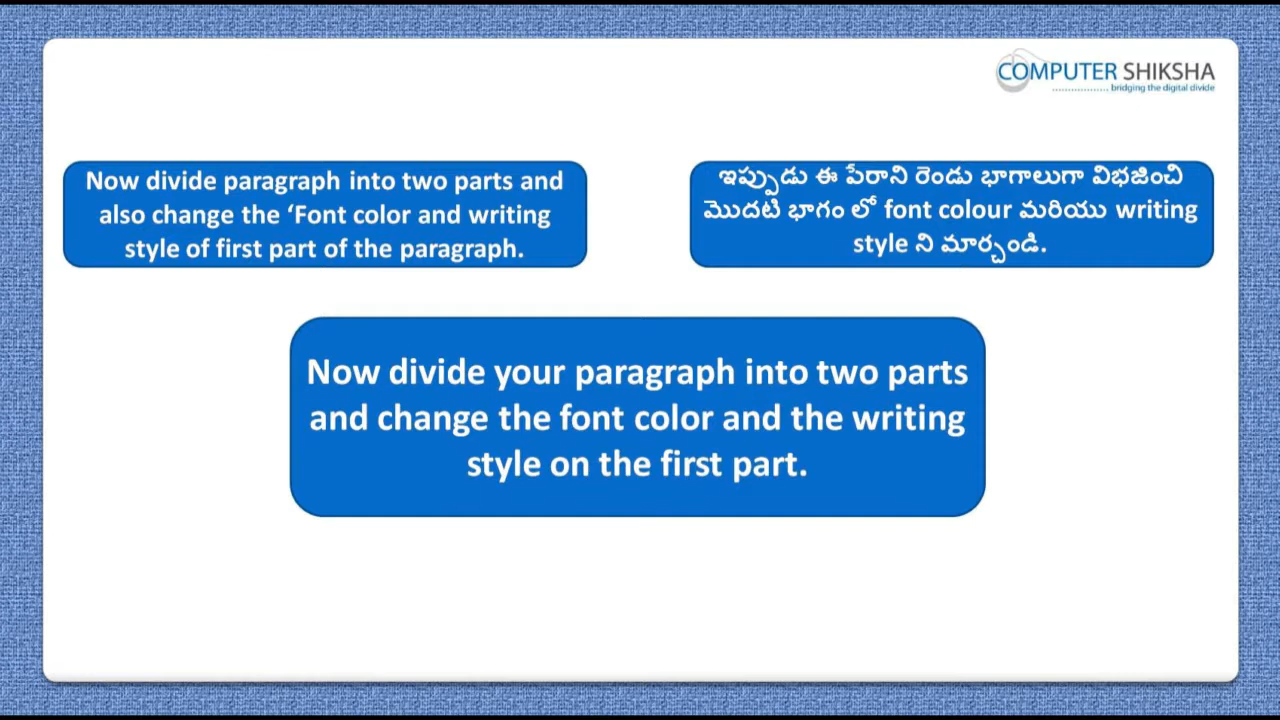 COMPUTER SHIKSHA
bridging the digital divide
Now divide paragraph into two parts and
also change the ‘Font color and writing
style of first part of the paragraph.
ఇప్పుడు ఈ పేరాని రెండు భాగాలుగా విభజించి
మొదటి భాగం లో font colour మరియు writing
style ని మార్చండి.
Now divide your paragraph into two parts
and change the font color and the writing
style on the first part.